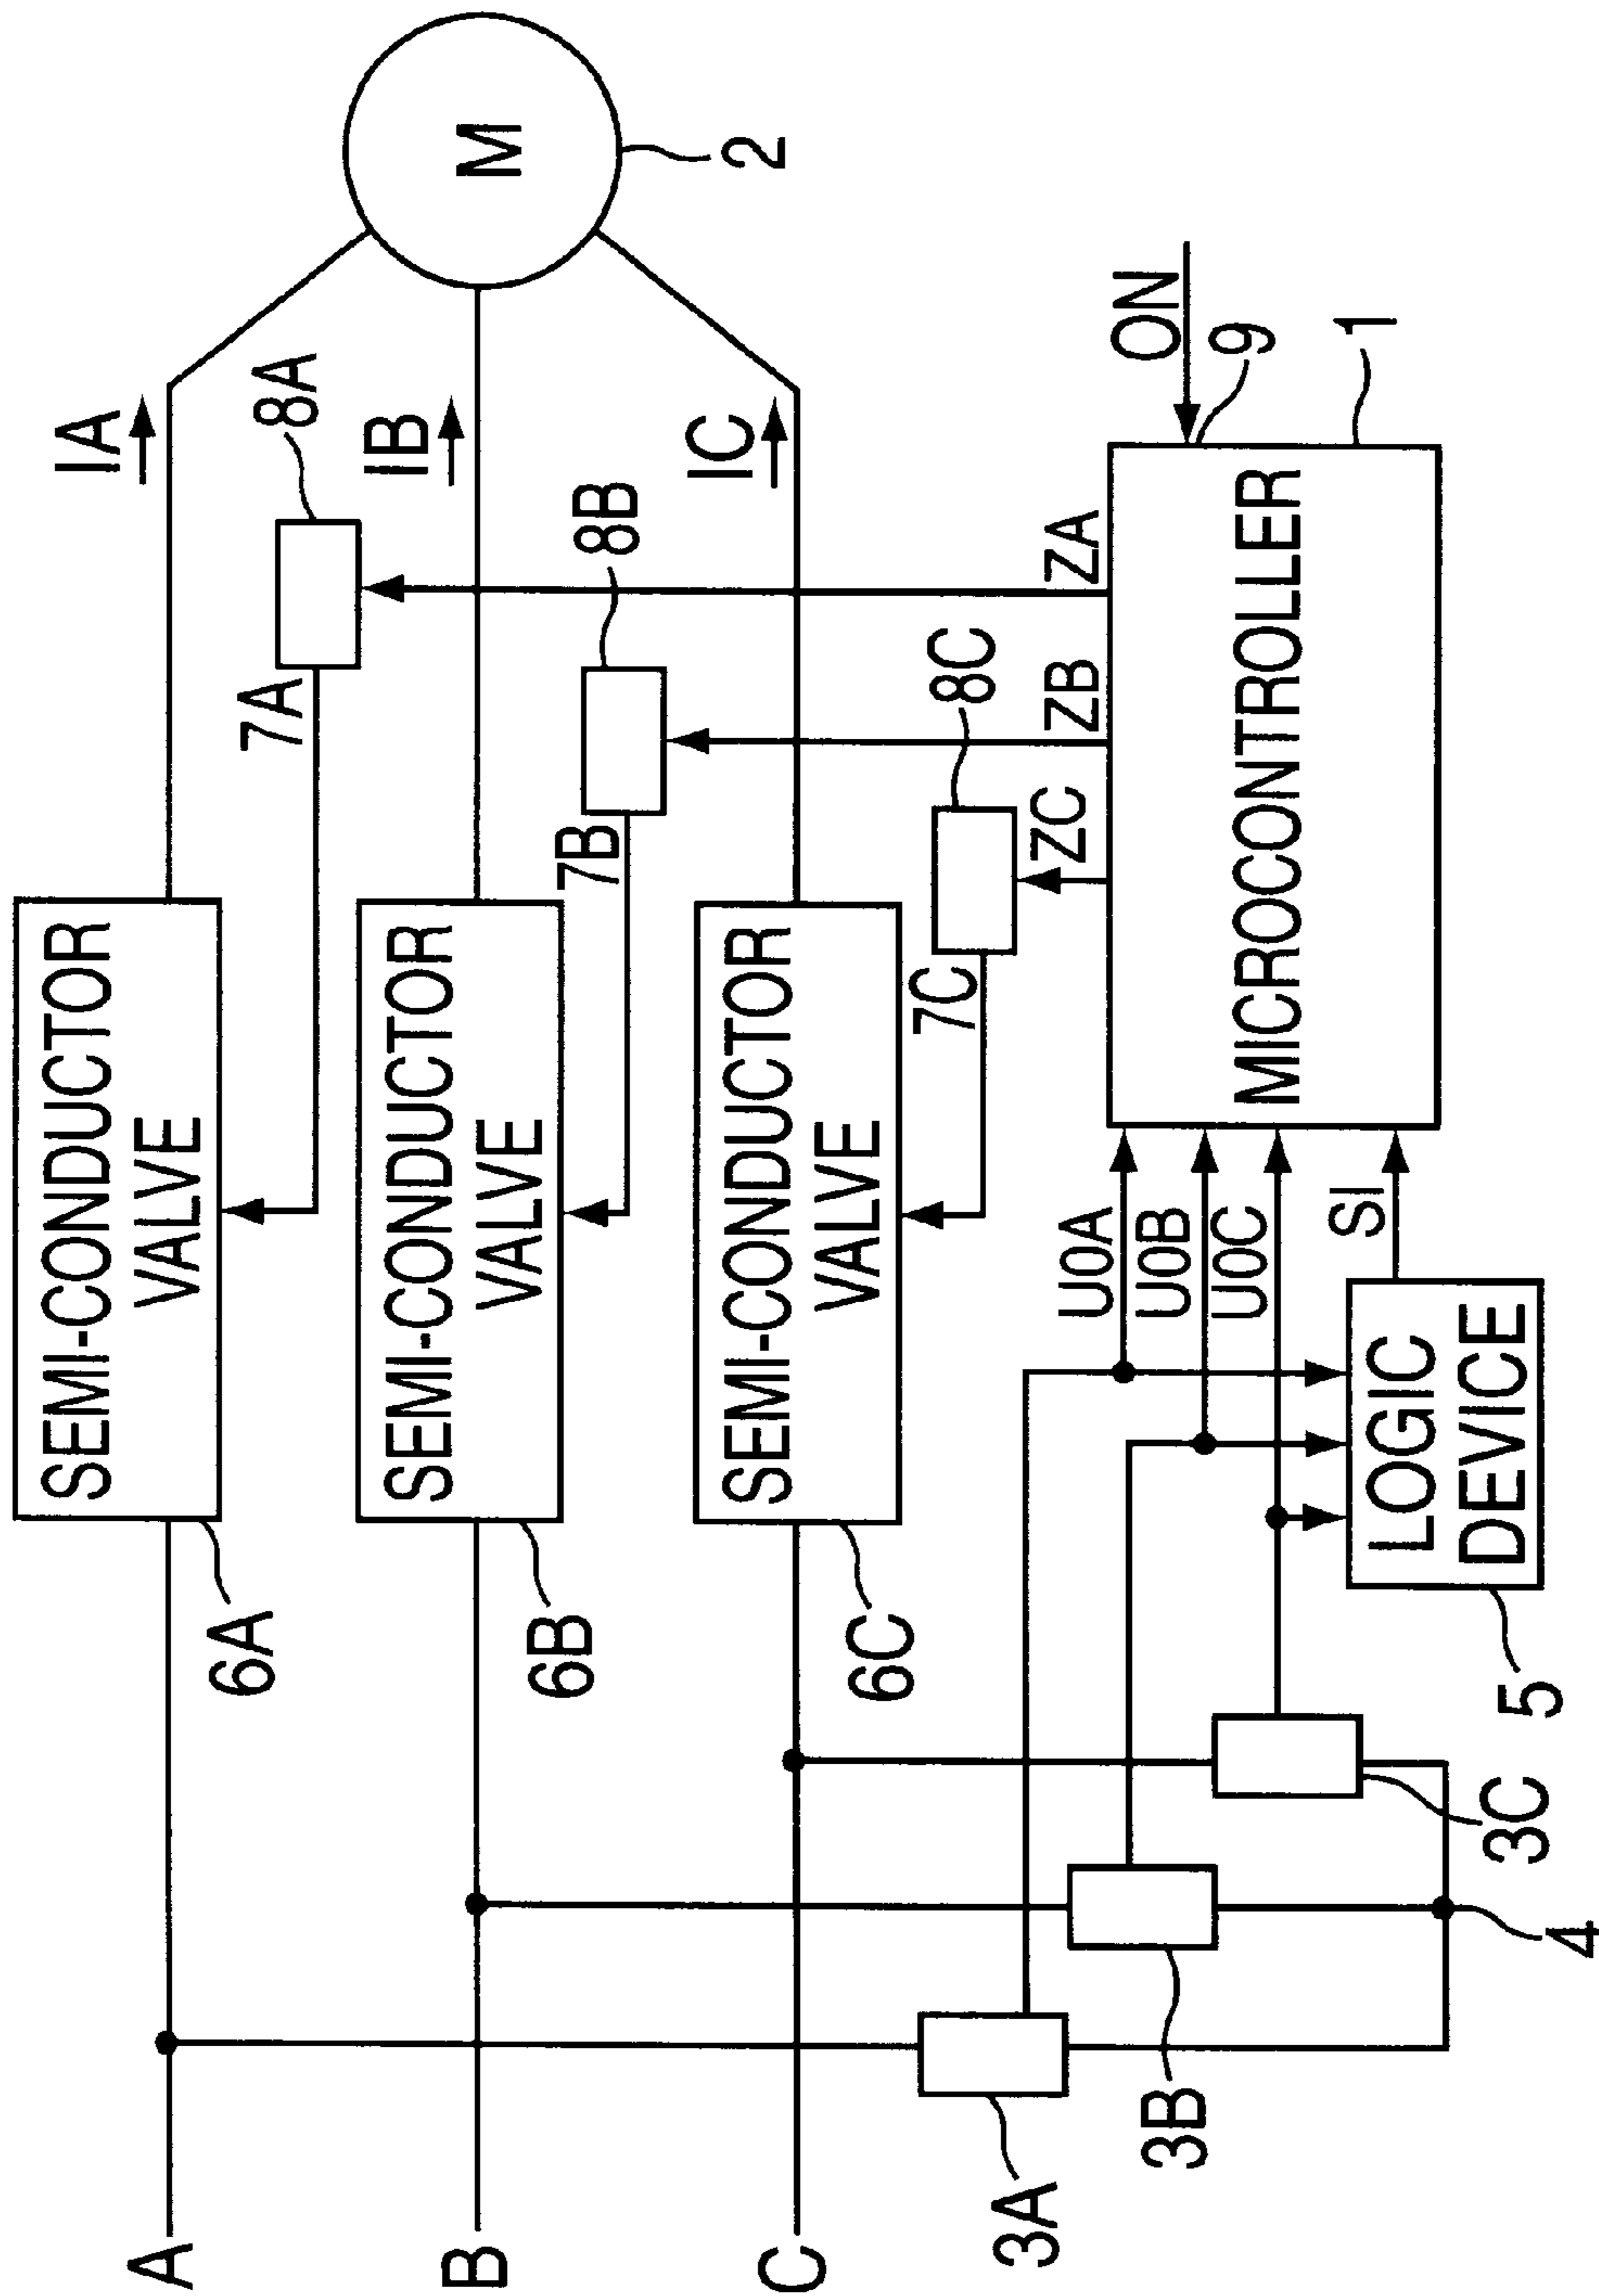 A
B
C
SEMI-CONDUCTOR
VALVE
6A
SEMI-CONDUCTOR
VALVE
6B
SEMI-CONDUCTOR
VALVE
6C
IA
IB
IC
M
2
8A
7A
8B
7B
8C
7C
ZA
ZB
ZC
ON
9
1
MICROCONTROLLER
U0A
U0B
U0C
SI
LOGIC
DEVICE
5
3A
3B
3C
4